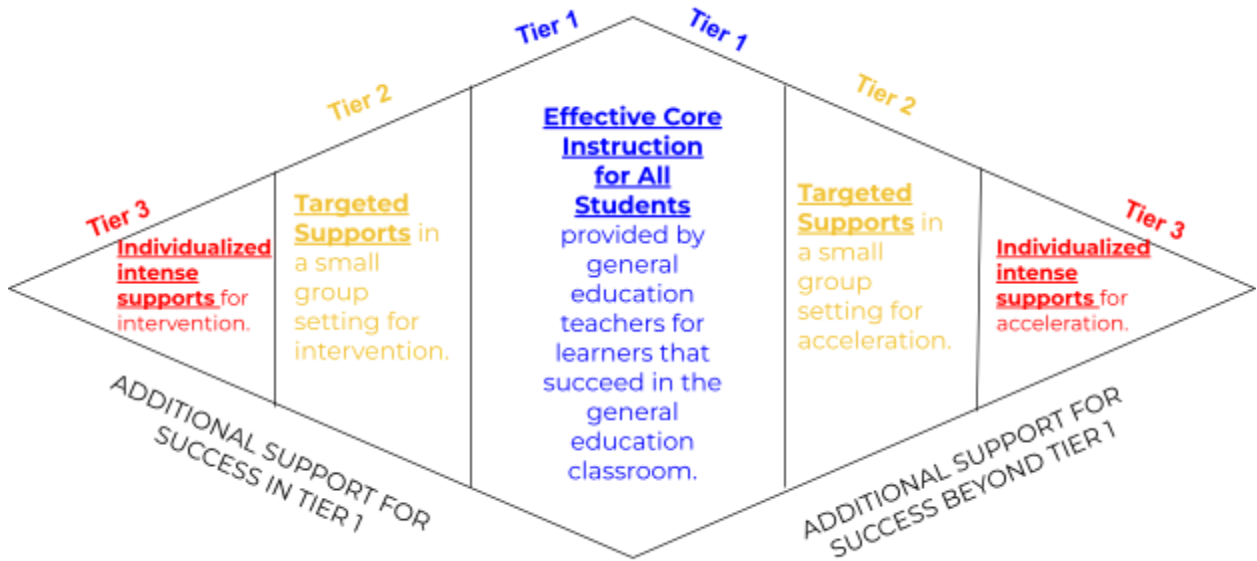 Tier 1
Tier 1
Tier 2
Tier 2
Tier 3
Tier 3
Individualized
intense
supports for
intervention.
Targeted
Supports in
a small
group
setting for
intervention.
Effective Core
Instruction
for All
Students
provided by
general
education
teachers for
learners that
succeed in the
general
education
classroom.
Targeted
Supports in
a small
group
setting for
acceleration.
Individualized
intense
supports for
acceleration.
ADDITIONAL SUPPORT FOR
SUCCESS IN TIER 1
ADDITIONAL SUPPORT FOR
SUCCESS BEYOND TIER 1